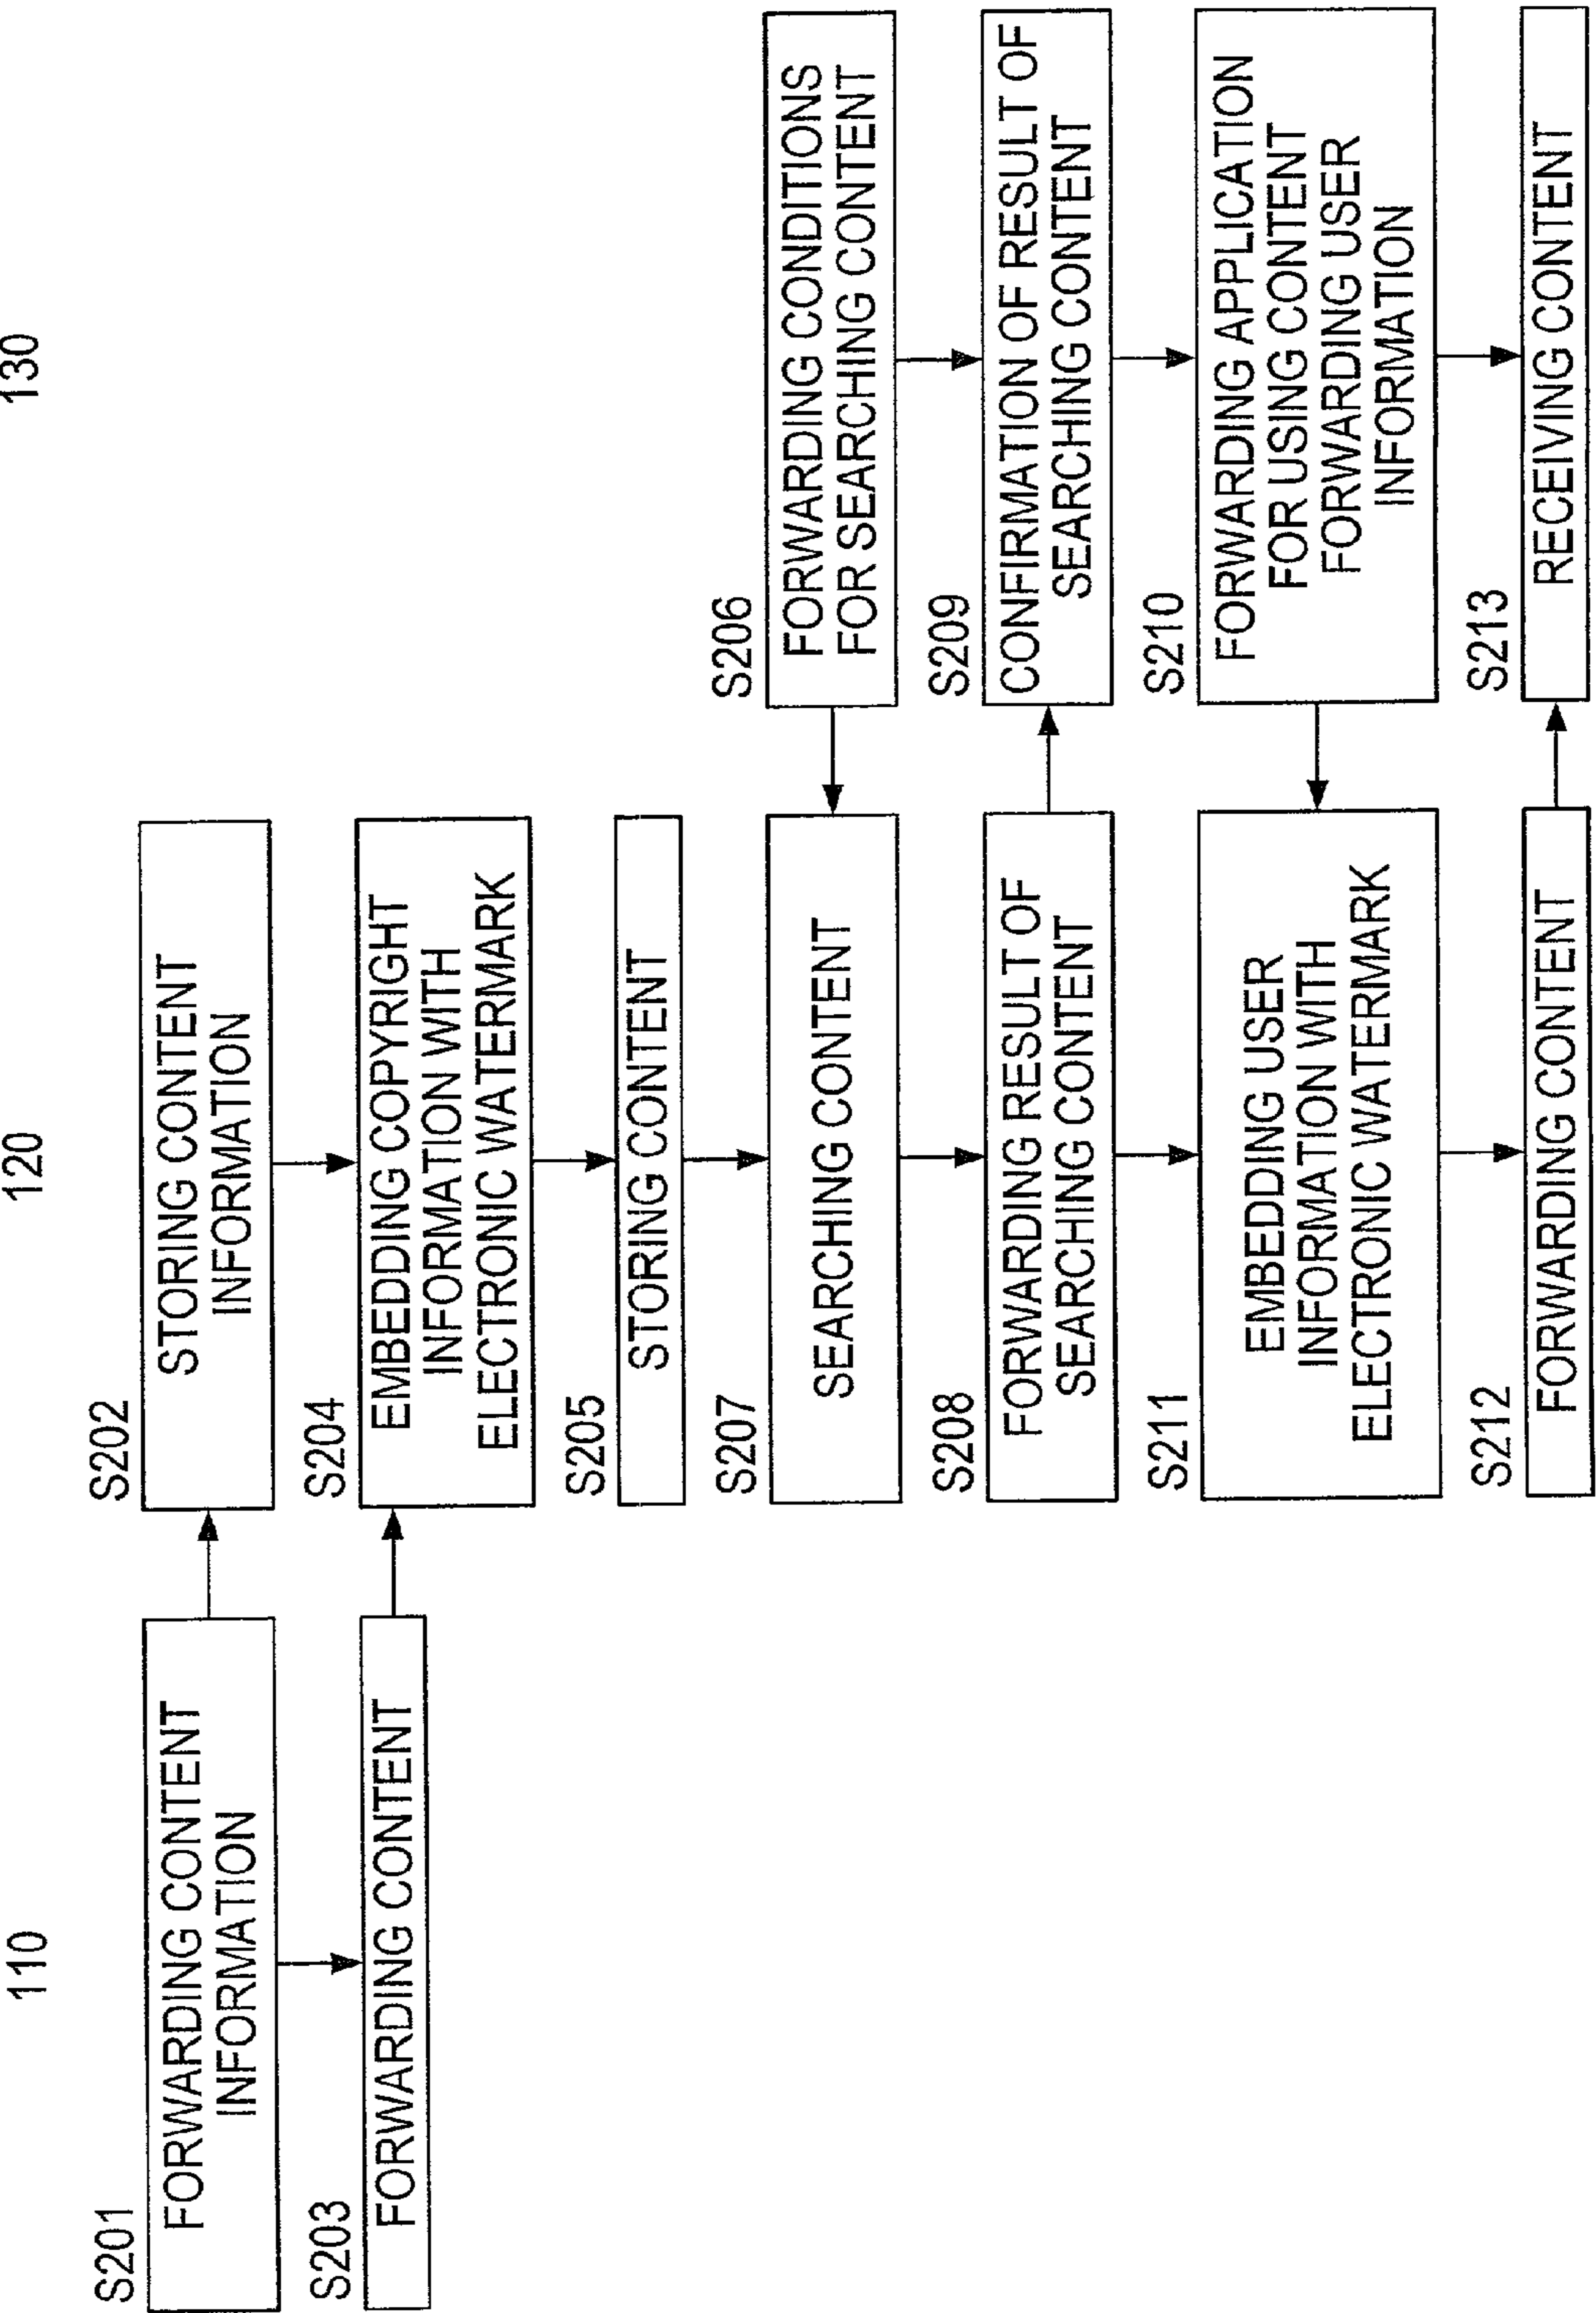 110
120
130
S201
FORWARDING CONTENT
INFORMATION
S202
STORING CONTENT
INFORMATION
S203
FORWARDING CONTENT
S204
EMBEDDING COPYRIGHT
INFORMATION WITH
ELECTRONIC WATERMARK
S205
STORING CONTENT
S206
FORWARDING CONDITIONS
FOR SEARCHING CONTENT
S207
SEARCHING CONTENT
S208
FORWARDING RESULT OF
SEARCHING CONTENT
S209
CONFIRMATION OF RESULT OF
SEARCHING CONTENT
S210
FORWARDING APPLICATION
FOR USING CONTENT
FORWARDING USER
INFORMATION
S211
EMBEDDING USER
INFORMATION WITH
ELECTRONIC WATERMARK
S212
FORWARDING CONTENT
S213
RECEIVING CONTENT